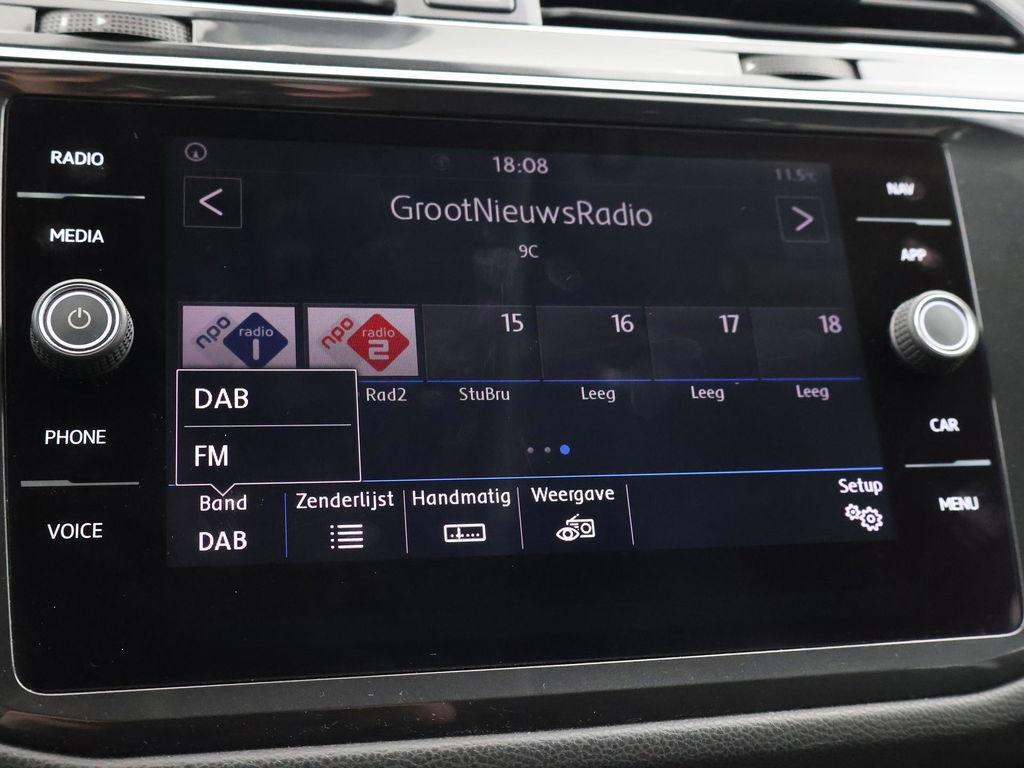 RADIO
MEDIA
PHONE
VOICE
18:08
11.5°C
GrootNieuwsRadio
9C
npo radio 1
npo radio 2
15
16
17
18
Rad2
StuBru
Leeg
Leeg
Leeg
DAB
FM
Band
DAB
Zenderlijst
Handmatig
Weergave
Setup
NAV
APP
CAR
MENU